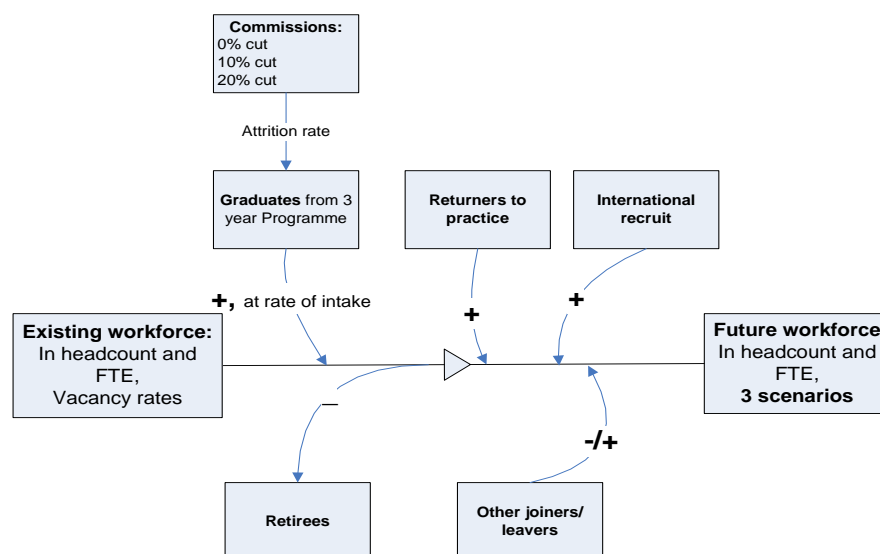 Commissions:
0% cut
10% cut
20% cut
Attrition rate
Graduates from 3
year Programme
Returners to
practice
International
recruit
+, at rate of intake
+
+
Existing workforce:
In headcount and
FTE,
Vacancy rates
Future workforce:
In headcount and
FTE,
3 scenarios
–
-/+
Retirees
Other joiners/
leavers